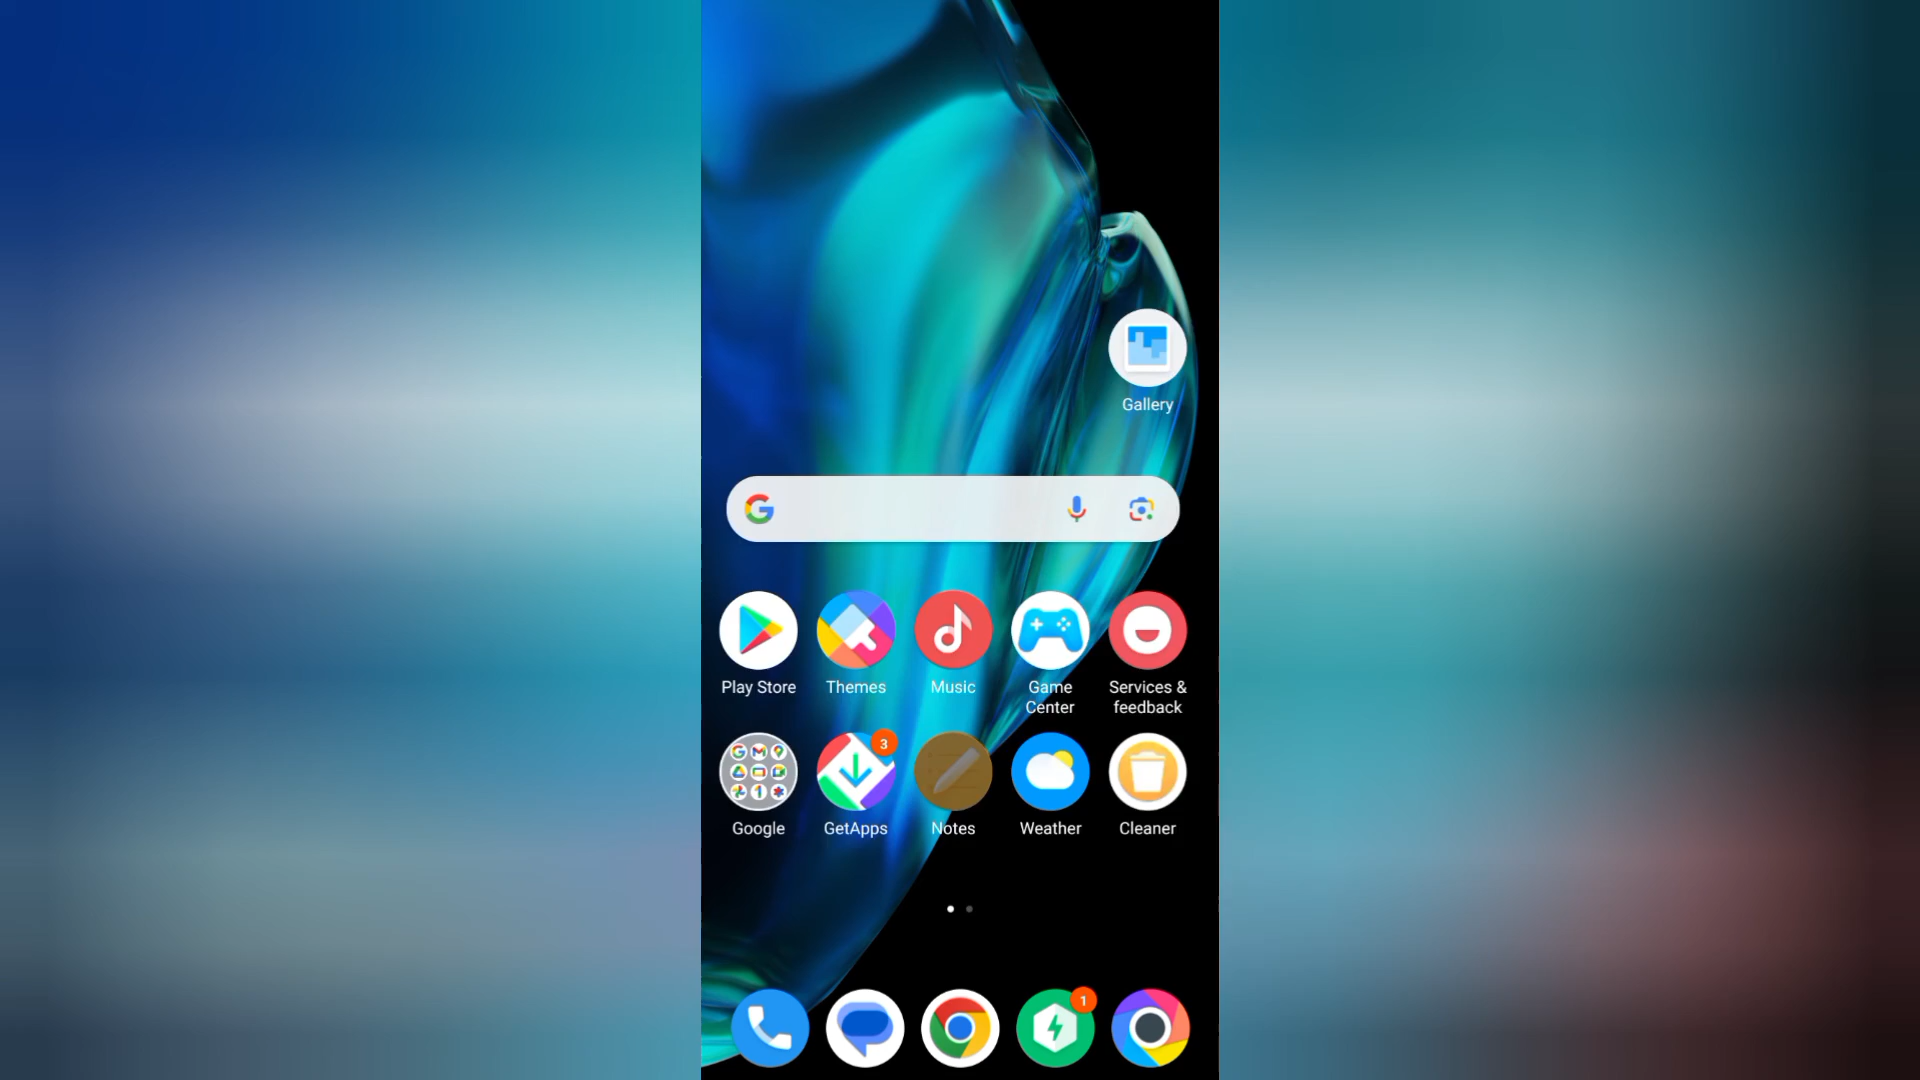 Gallery
Play Store
Themes
Music
Game
Center
Services &
feedback
3
Google
GetApps
Notes
Weather
Cleaner
1